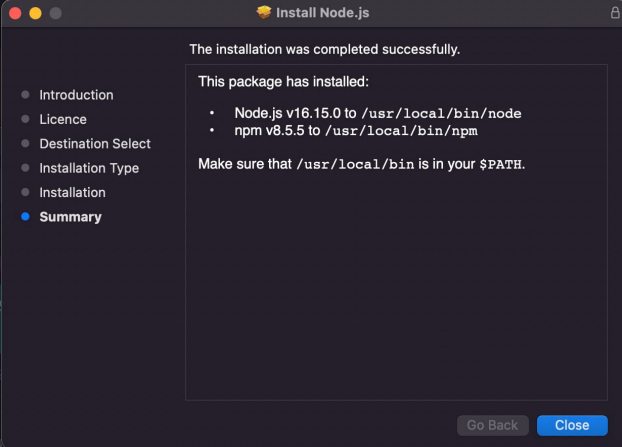 Install Node.js
The installation was completed successfully.
Introduction
Licence
Destination Select
Installation Type
Installation
Summary
This package has installed:
• Node.js v16.15.0 to /usr/local/bin/node
• npm v8.5.5 to /usr/local/bin/npm
Make sure that /usr/local/bin is in your $PATH.
Go Back
Close